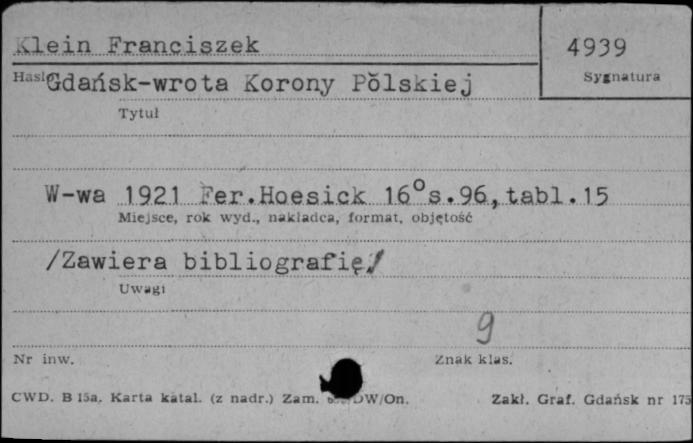 Klein Franciszek
4939
Hasło
Sygnatura
Gdańsk-wrota Korony Polskiej
Tytuł
W-wa 1921 Fer.Hoesick 16° s.96,tabl.15
Miejsce, rok wyd., nakładca, format, objętość
/Zawiera bibliografię/
Uwagi
9
Nr inw.
Znak klas.
CWD. B 15a. Karta katal. (z nadr.) Zam. DW/On.
Zakł. Graf. Gdańsk nr 175